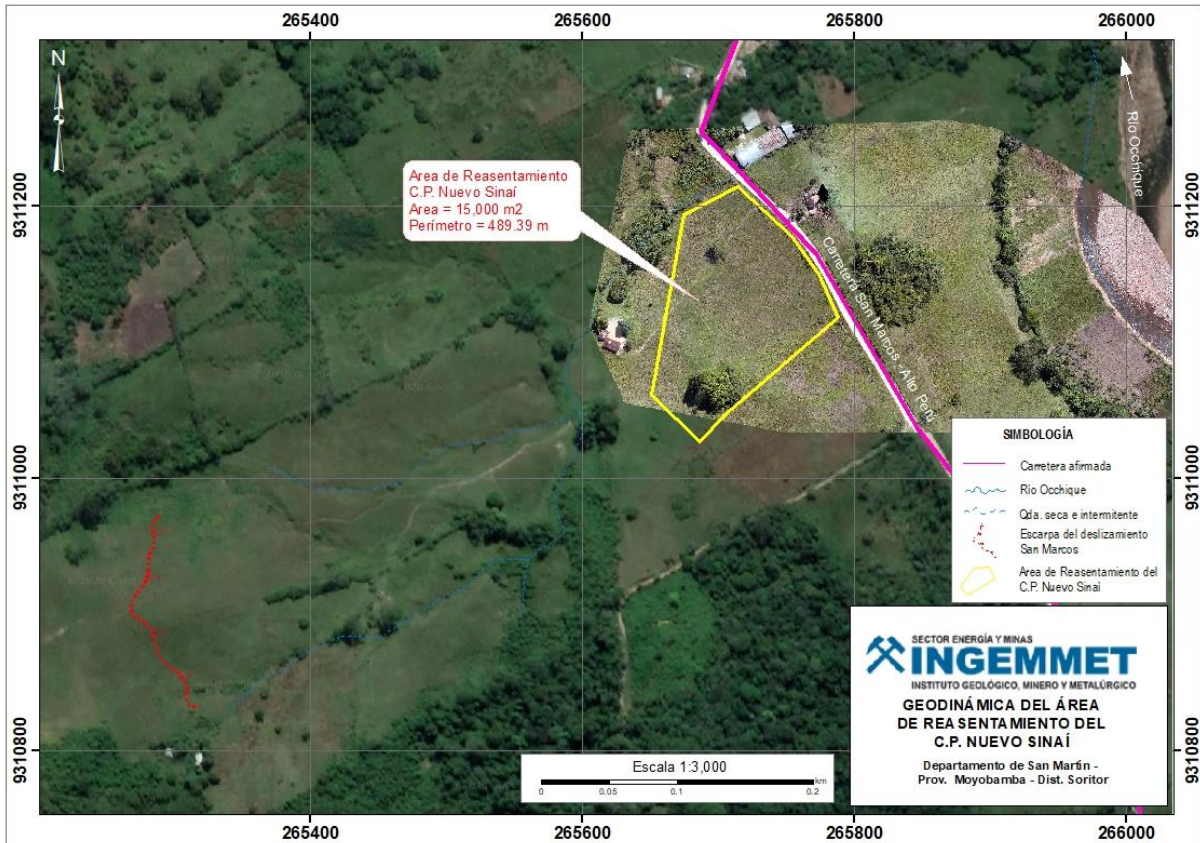 265400
265600
265800
266000
N
Río Occhique
Area de Reasentamiento
C.P. Nuevo Sinaí
Area = 15,000 m2
Perímetro = 489.39 m
9311200
9311200
Carretera San Marcos - Alto Perú
SIMBOLOGÍA
Carretera afirmada
Río Occhique
Qda. seca e intermitente
Escarpa del deslizamiento
San Marcos
Area de Reasentamiento del
C.P. Nuevo Sinaí
9311000
9311000
SECTOR ENERGÍA Y MINAS
INGEMMET
INSTITUTO GEOLÓGICO, MINERO Y METALÚRGICO
GEODINÁMICA DEL ÁREA
DE REASENTAMIENTO DEL
C.P. NUEVO SINAÍ
Departamento de San Martín -
Prov. Moyobamba - Dist. Soritor
9310800
9310800
Escala 1:3,000
km
0
0.05
0.1
0.2
265400
265600
265800
266000